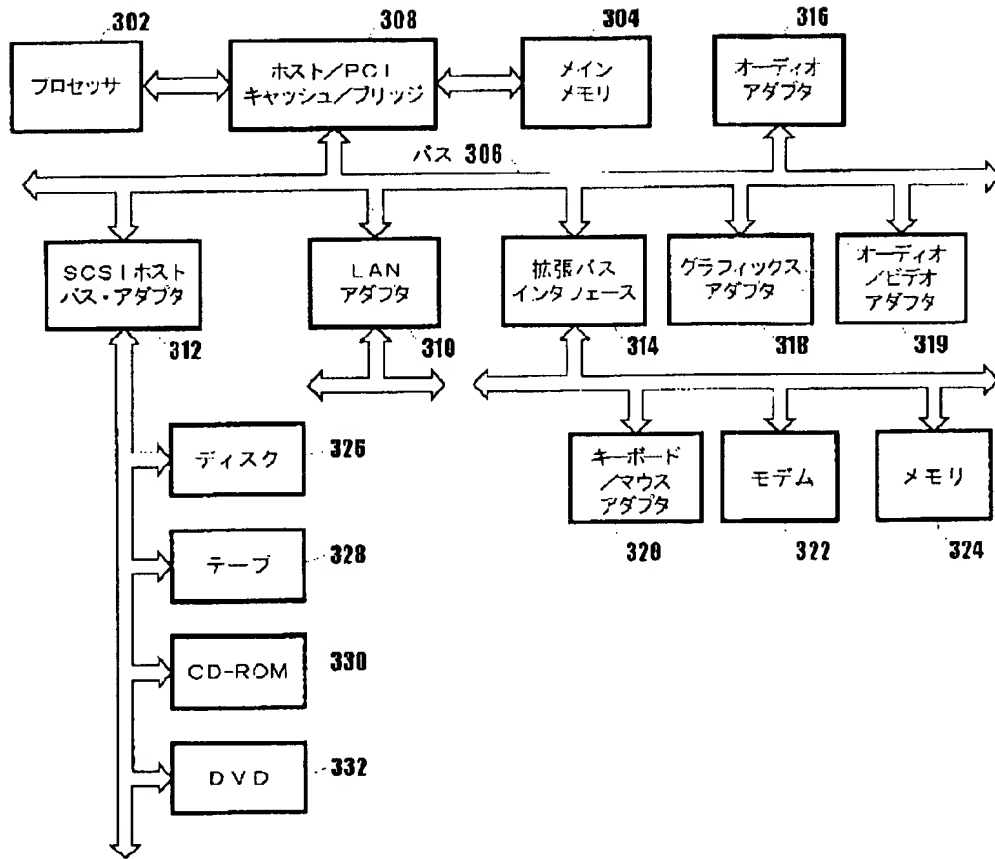 302
308
304
316
プロセッサ
ホスト／PCI
キャッシュ／ブリッジ
メイン
メモリ
オーディオ
アダプタ
バス 306
SCSIホスト
バス・アダプタ
LAN
アダプタ
拡張バス
インタフェース
グラフィックス
アダプタ
オーディオ
／ビデオ
アダプタ
312
310
314
318
319
ディスク
326
キーボード
／マウス
アダプタ
モデム
メモリ
320
322
324
テープ
328
CD-ROM
330
DVD
332